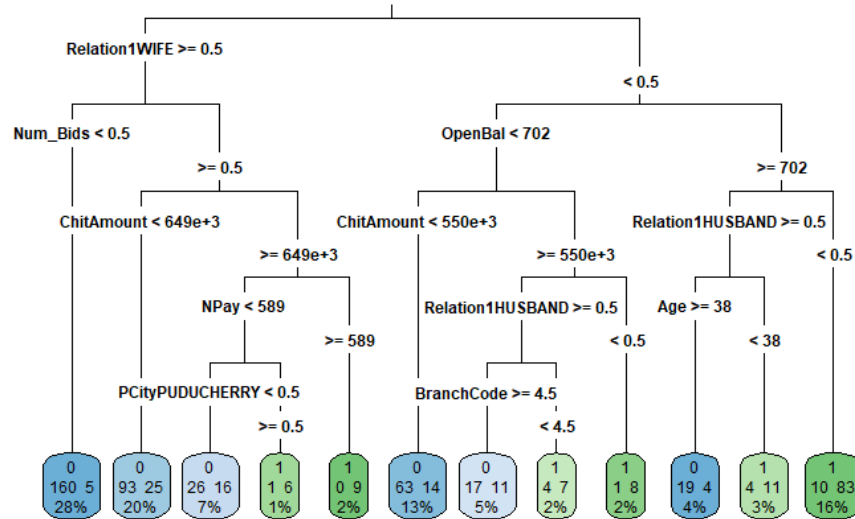 Relation1WIFE >= 0.5
< 0.5
Num_Bids < 0.5
OpenBal < 702
>= 0.5
>= 702
ChitAmount < 649e+3
ChitAmount < 550e+3
Relation1HUSBAND >= 0.5
>= 649e+3
>= 550e+3
< 0.5
NPay < 589
Relation1HUSBAND >= 0.5
Age >= 38
>= 589
< 0.5
< 38
PCityPUDUCHERRY < 0.5
BranchCode >= 4.5
>= 0.5
< 4.5
0 0 0 1 1 0 0 1 1 0 1 1
160 5 93 25 26 16 1 6 0 9 63 14 17 11 4 7 1 8 19 4 4 11 10 83
28% 20% 7% 1% 2% 13% 5% 2% 2% 4% 3% 16%